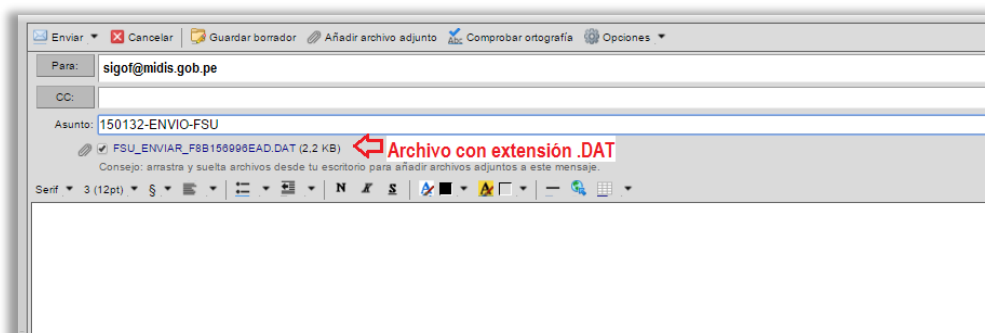 Enviar Cancelar Guardar borrador Añadir archivo adjunto Comprobar ortografía Opciones
Para: sigof@midis.gob.pe
CC:
Asunto: 150132-ENVIO-FSU
FSU_ENVIAR_F8B156996EAD.DAT (2,2 KB) Archivo con extensión .DAT
Consejo: arrastra y suelta archivos desde tu escritorio para añadir archivos adjuntos a este mensaje.
Serif 3 (12pt) § N K S